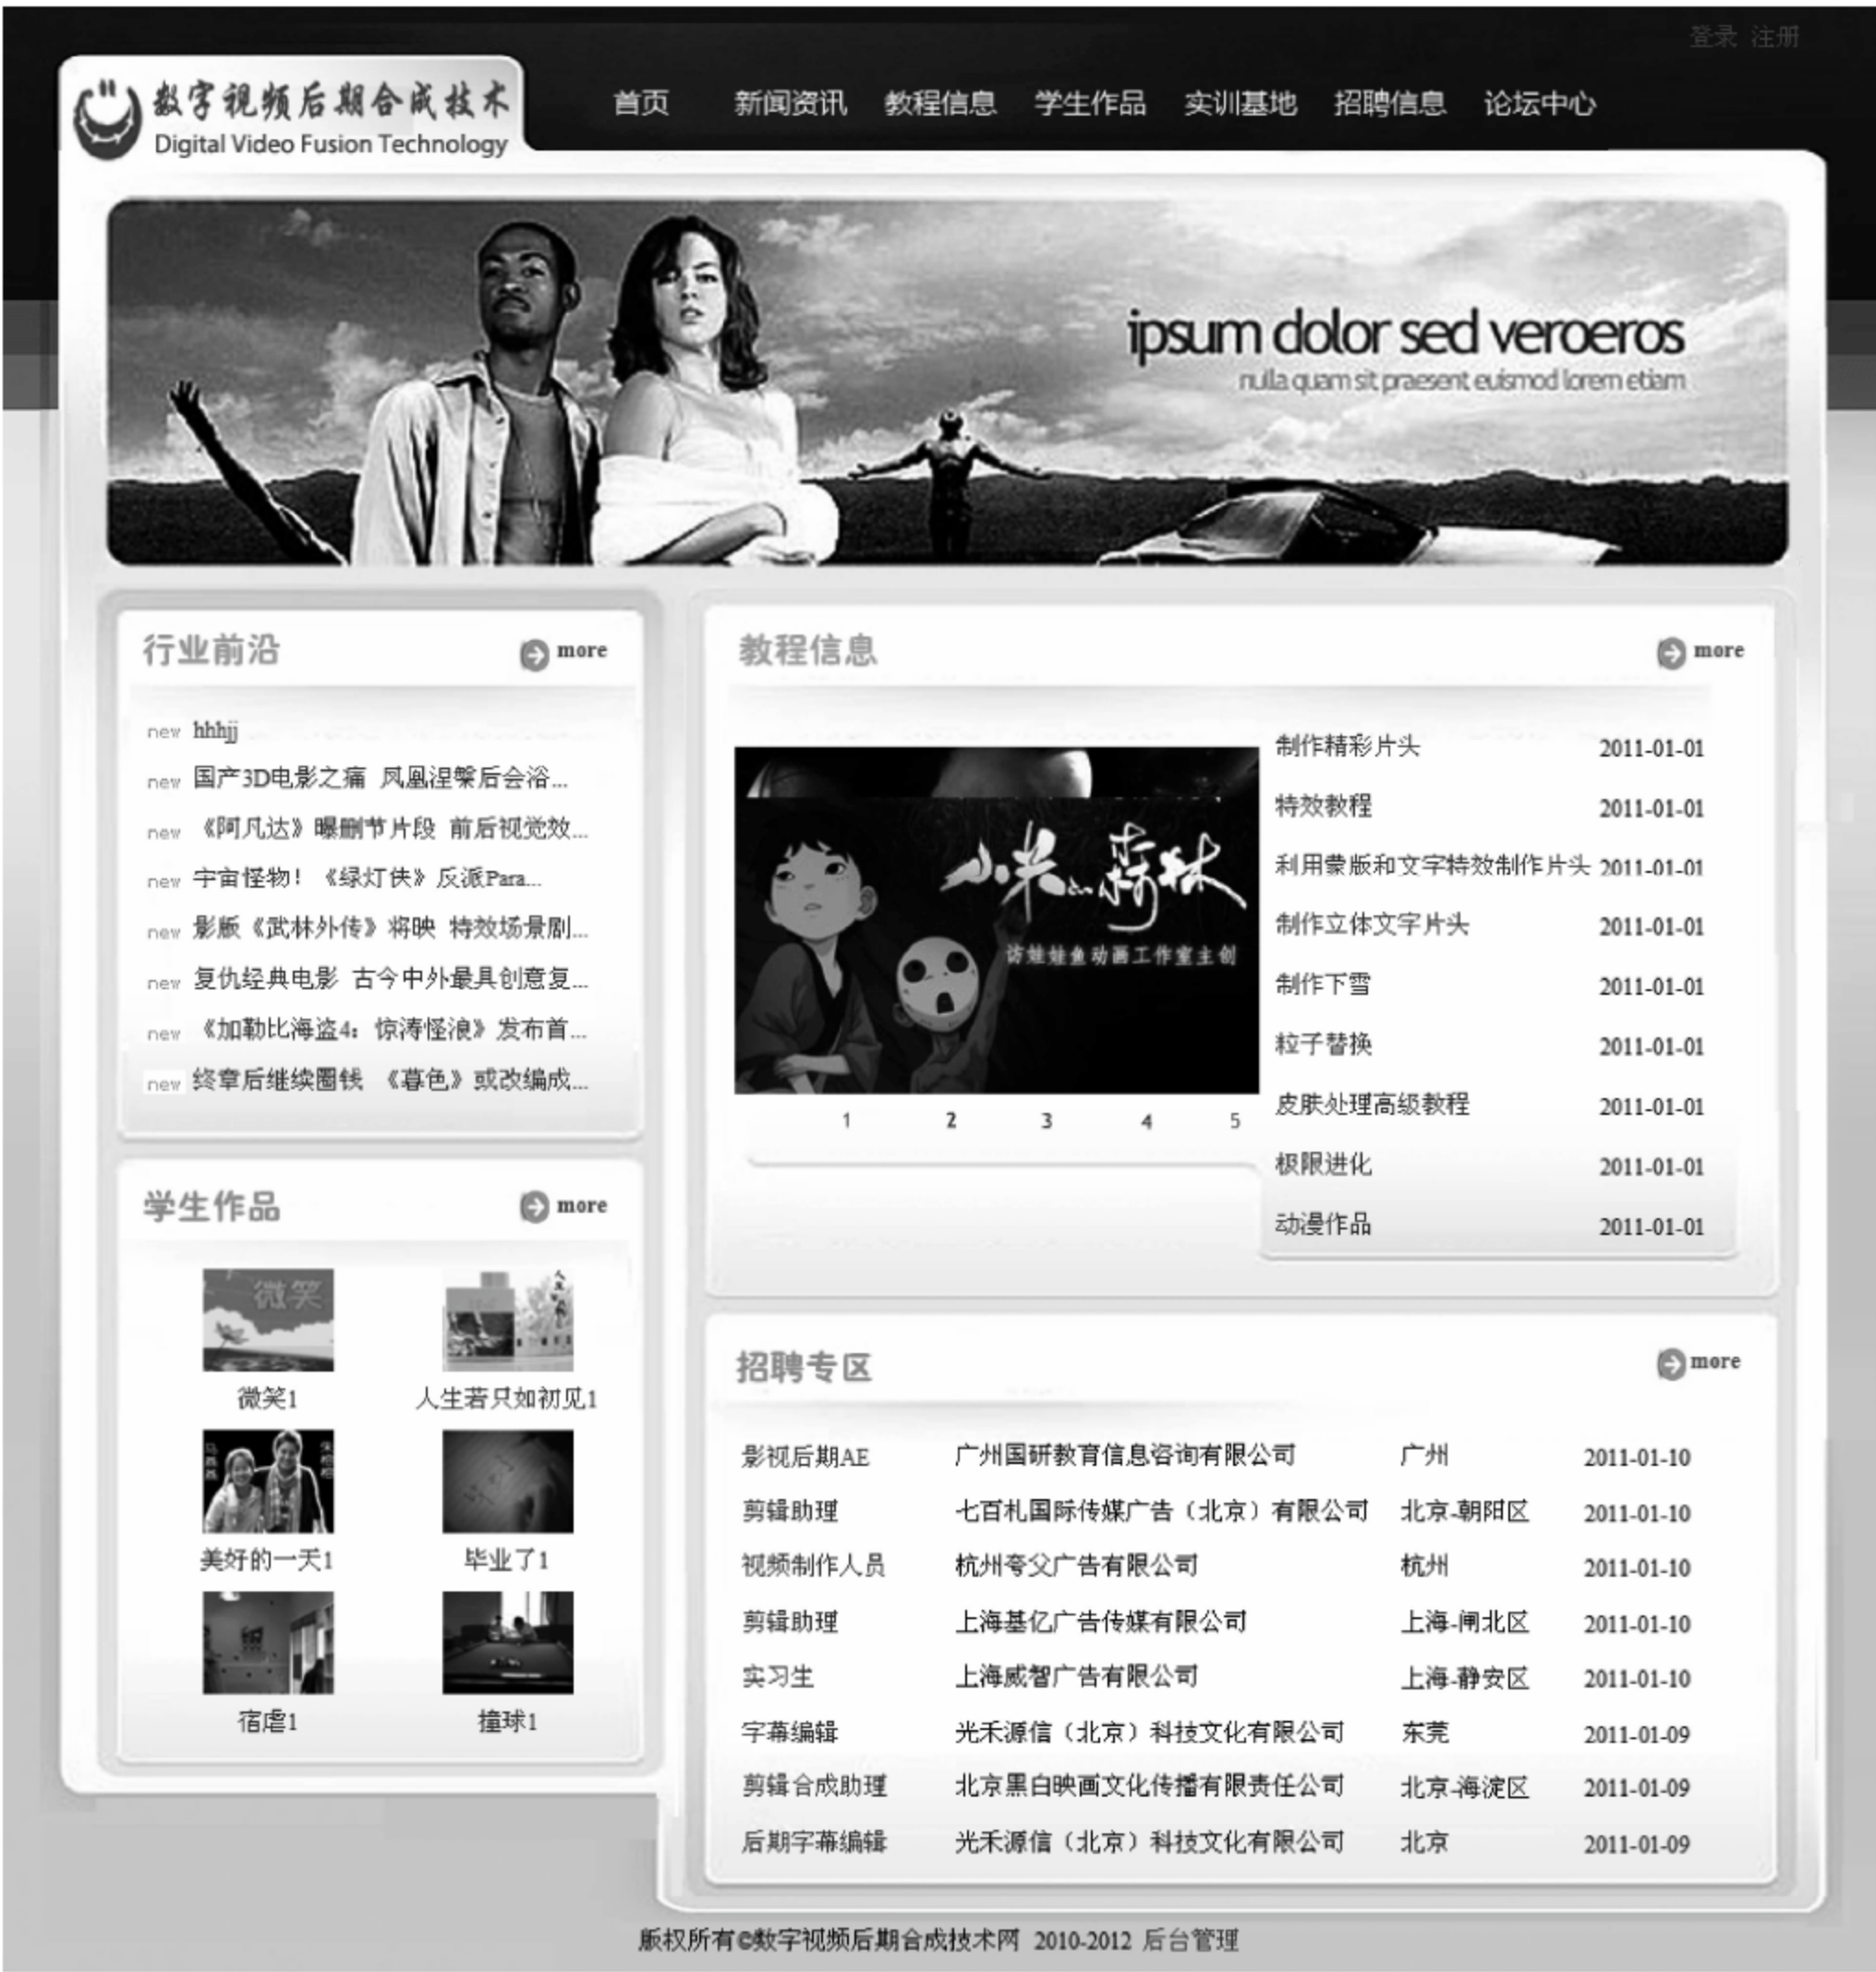 登录 注册
数字视频后期合成技术
Digital Video Fusion Technology
首页 新闻资讯 教程信息 学生作品 实训基地 招聘信息 论坛中心
ipsum dolor sed veroeros
nulla quam sit praesent euismod lorem etiam
行业前沿 more
new hhhjj
new 国产3D电影之痛 凤凰涅槃后会浴...
new 《阿凡达》曝删节片段 前后视觉效...
new 宇宙怪物！《绿灯侠》反派Para...
new 影版《武林外传》将映 特效场景剧...
new 复仇经典电影 古今中外最具创意复...
new 《加勒比海盗4：惊涛怪浪》发布首...
new 终章后继续圈钱 《暮色》或改编成...
学生作品 more
微笑
微笑1 人生若只如初见1
美好的一天1 毕业了1
宿虐1 撞球1
教程信息 more
小米的森林
访娃娃鱼动画工作室主创
1 2 3 4 5
制作精彩片头 2011-01-01
特效教程 2011-01-01
利用蒙版和文字特效制作片头 2011-01-01
制作立体文字片头 2011-01-01
制作下雪 2011-01-01
粒子替换 2011-01-01
皮肤处理高级教程 2011-01-01
极限进化 2011-01-01
动漫作品 2011-01-01
招聘专区 more
影视后期AE 广州国研教育信息咨询有限公司 广州 2011-01-10
剪辑助理 七百札国际传媒广告（北京）有限公司 北京-朝阳区 2011-01-10
视频制作人员 杭州夸父广告有限公司 杭州 2011-01-10
剪辑助理 上海基亿广告传媒有限公司 上海-闸北区 2011-01-10
实习生 上海威智广告有限公司 上海-静安区 2011-01-10
字幕编辑 光禾源信（北京）科技文化有限公司 东莞 2011-01-09
剪辑合成助理 北京黑白映画文化传播有限责任公司 北京-海淀区 2011-01-09
后期字幕编辑 光禾源信（北京）科技文化有限公司 北京 2011-01-09
版权所有©数字视频后期合成技术网 2010-2012 后台管理